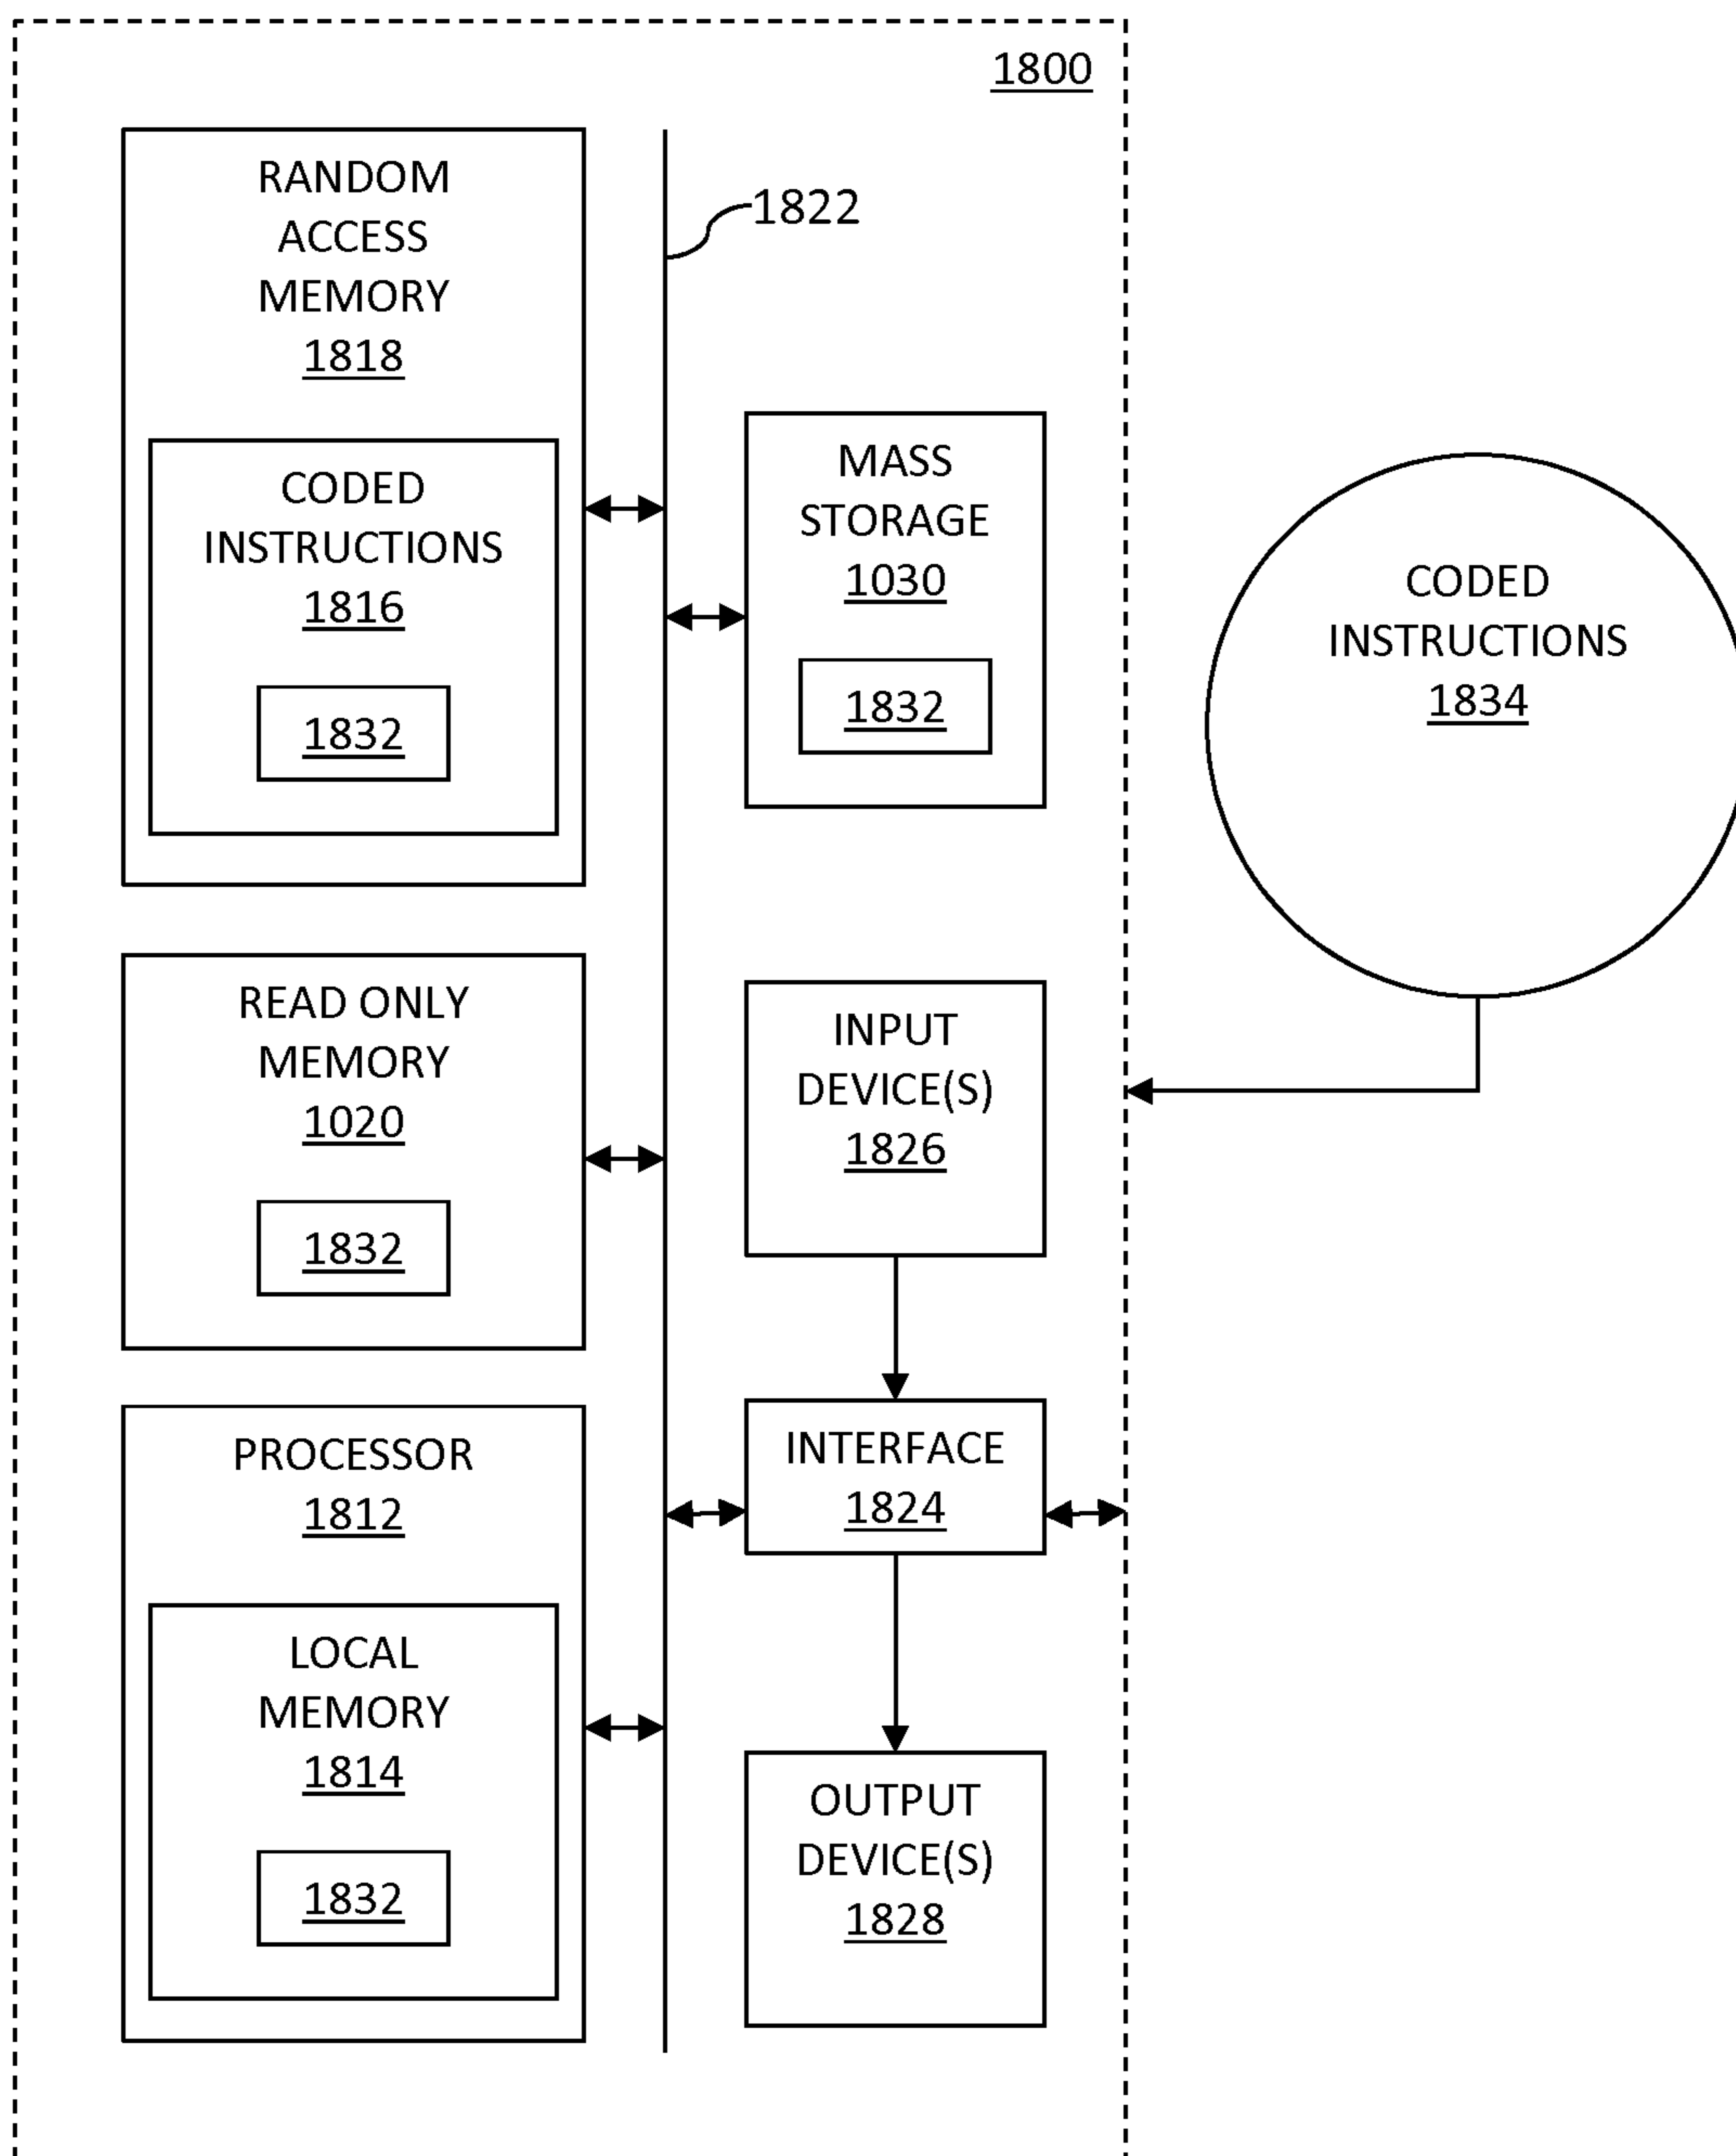 1800
RANDOM
ACCESS
MEMORY
1818
CODED
INSTRUCTIONS
1816
1832
1822
MASS
STORAGE
1030
1832
CODED
INSTRUCTIONS
1834
READ ONLY
MEMORY
1020
1832
INPUT
DEVICE(S)
1826
PROCESSOR
1812
LOCAL
MEMORY
1814
1832
INTERFACE
1824
OUTPUT
DEVICE(S)
1828